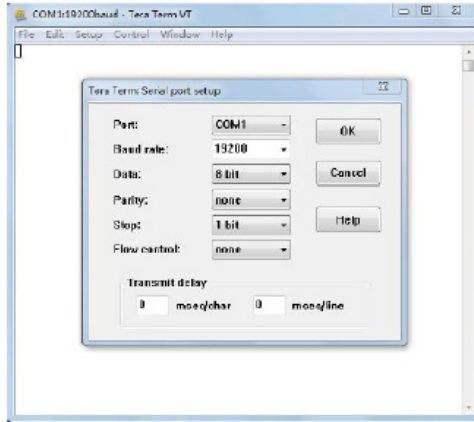 COM1:19200baud - Tera Term VT
File Edit Setup Control Window Help
Tera Term: Serial port setup
Port: COM1 OK
Baud rate: 19200
Data: 8 bit Cancel
Parity: none
Stop: 1 bit Help
Flow control: none
Transmit delay
0 msec/char 0 msec/line